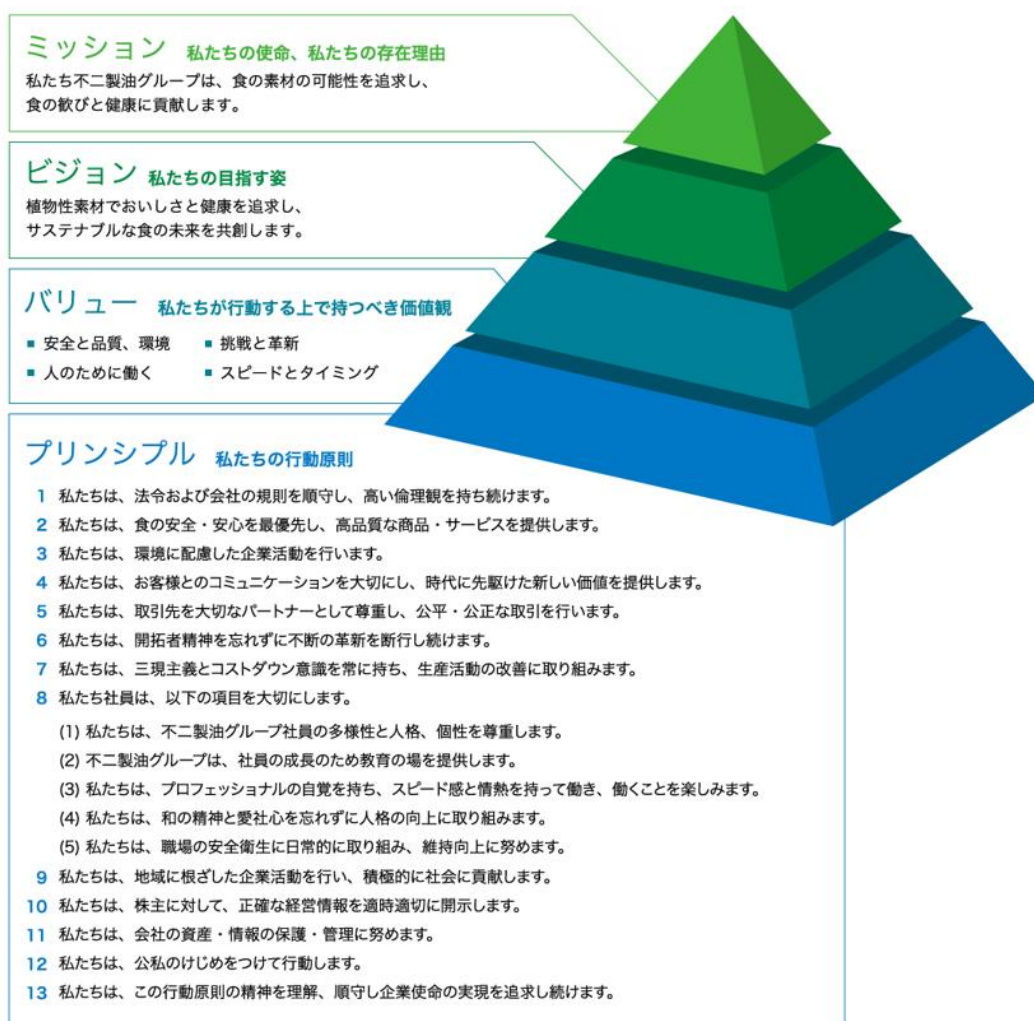 ミッション 私たちの使命、私たちの存在理由
私たち不二製油グループは、食の素材の可能性を追求し、
食の歓びと健康に貢献します。
ビジョン 私たちの目指す姿
植物性素材でおいしさと健康を追求し、
サステナブルな食の未来を共創します。
バリュー 私たちが行動する上で持つべき価値観
■ 安全と品質、環境 ■ 挑戦と革新
■ 人のために働く ■ スピードとタイミング
プリンシプル 私たちの行動原則
1 私たちは、法令および会社の規則を順守し、高い倫理観を持ち続けます。
2 私たちは、食の安全・安心を最優先し、高品質な商品・サービスを提供します。
3 私たちは、環境に配慮した企業活動を行います。
4 私たちは、お客様とのコミュニケーションを大切にし、時代に先駆けた新しい価値を提供します。
5 私たちは、取引先を大切なパートナーとして尊重し、公平・公正な取引を行います。
6 私たちは、開拓者精神を忘れずに不断の革新を断行し続けます。
7 私たちは、三現主義とコストダウン意識を常に持ち、生産活動の改善に取り組みます。
8 私たち社員は、以下の項目を大切にします。
(1) 私たちは、不二製油グループ社員の多様性と人格、個性を尊重します。
(2) 不二製油グループは、社員の成長のため教育の場を提供します。
(3) 私たちは、プロフェッショナルの自覚を持ち、スピード感と情熱を持って働き、働くことを楽しみます。
(4) 私たちは、和の精神と愛社心を忘れずに人格の向上に取り組みます。
(5) 私たちは、職場の安全衛生に日常的に取り組み、維持向上に努めます。
9 私たちは、地域に根ざした企業活動を行い、積極的に社会に貢献します。
10 私たちは、株主に対して、正確な経営情報を適時適切に開示します。
11 私たちは、会社の資産・情報の保護・管理に努めます。
12 私たちは、公私のけじめをつけて行動します。
13 私たちは、この行動原則の精神を理解、順守し企業使命の実現を追求し続けます。